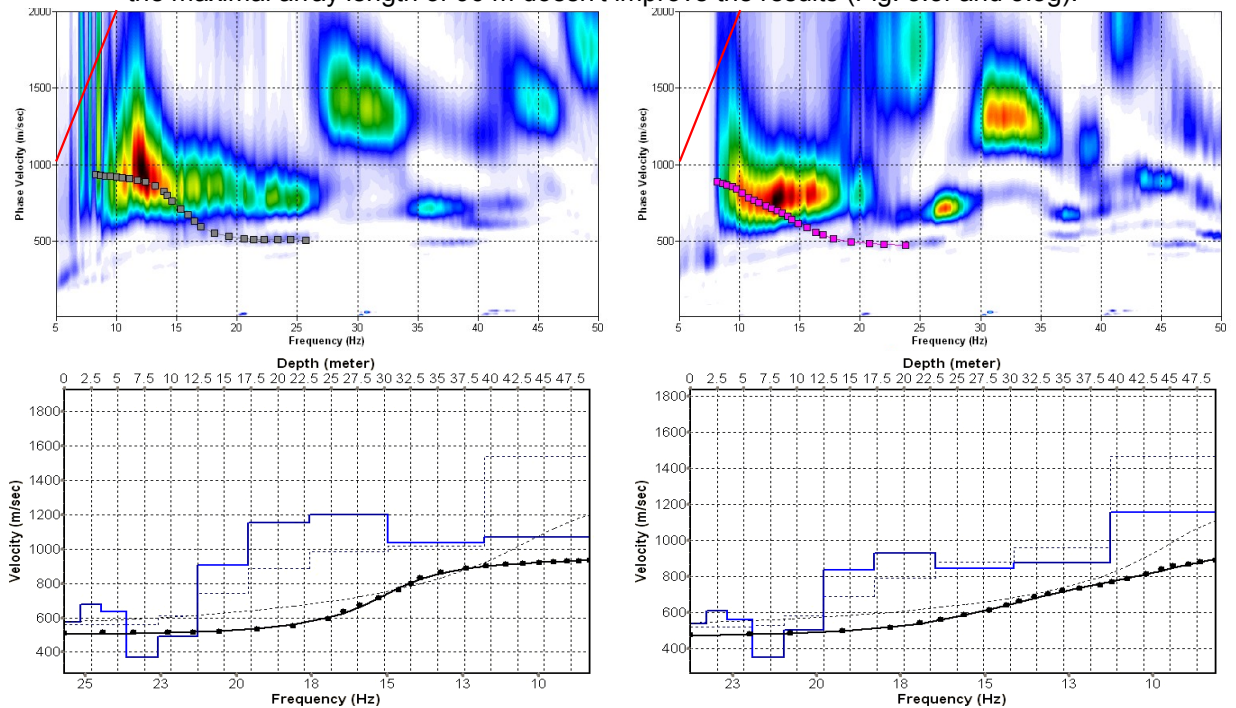 the maximal array length of m doesn't improve the results (Fig. and
2000
1500
1000
500
Phase Velocity (m/sec)
5 10 15 20 25 30 35 40 45 50
Frequency (Hz)
2000
1500
1000
500
Phase Velocity (m/sec)
5 10 15 20 25 30 35 40 45 50
Frequency (Hz)
Depth (meter)
0 2.5 5 7.5 10 12.5 15 17.5 20 22.5 25 27.5 30 32.5 35 37.5 40 42.5 45 47.5
1800
1600
1400
1200
1000
800
600
400
Velocity (m/sec)
25 23 20 18 15 13 10
Frequency (Hz)
Depth (meter)
0 2.5 5 7.5 10 12.5 15 17.5 20 22.5 25 27.5 30 32.5 35 37.5 40 42.5 45 47.5
1800
1600
1400
1200
1000
800
600
400
Velocity (m/sec)
23 20 18 15 13 10
Frequency (Hz)